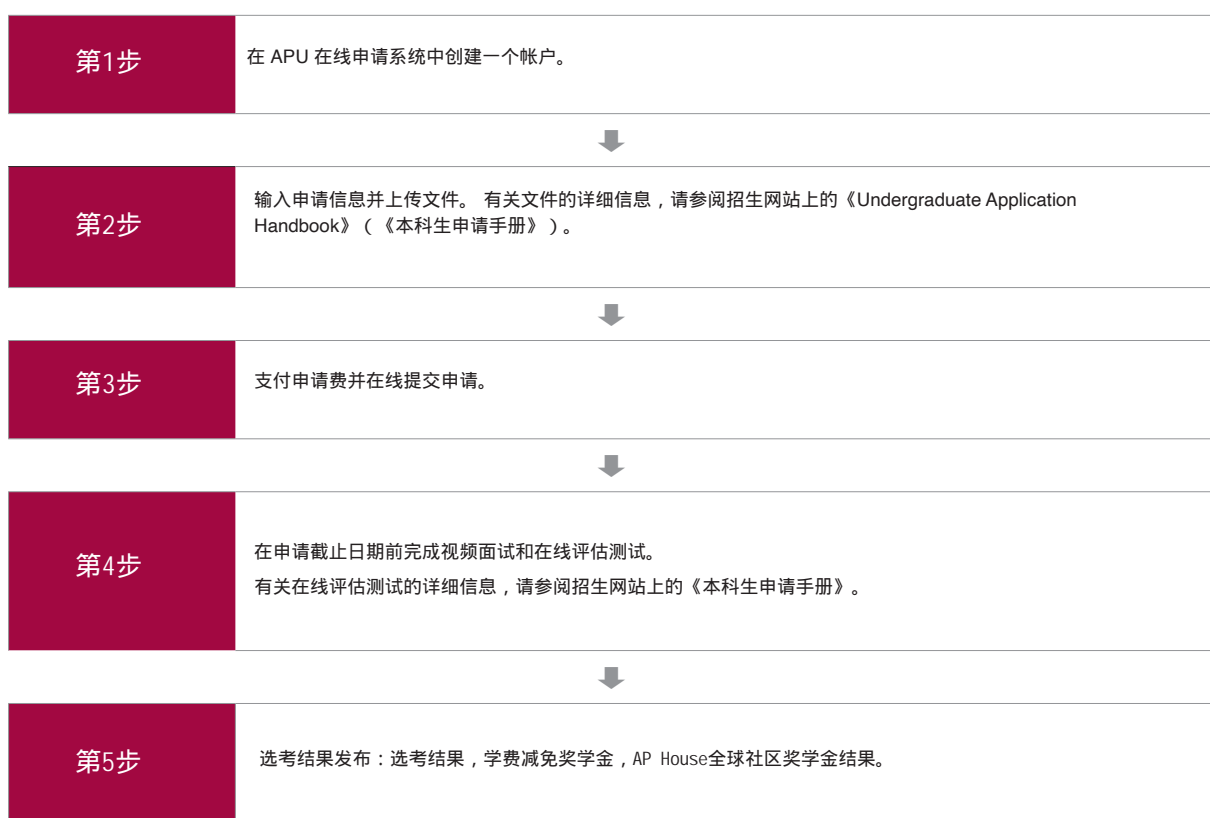 第1步
在 APU 在线申请系统中创建一个帐户。
第2步
输入申请信息并上传文件。 有关文件的详细信息，请参阅招生网站上的《Undergraduate Application
Handbook》（《本科生申请手册》）。
第3步
支付申请费并在线提交申请。
第4步
在申请截止日期前完成视频面试和在线评估测试。
有关在线评估测试的详细信息，请参阅招生网站上的《本科生申请手册》。
第5步
选考结果发布：选考结果，学费减免奖学金，AP House全球社区奖学金结果。